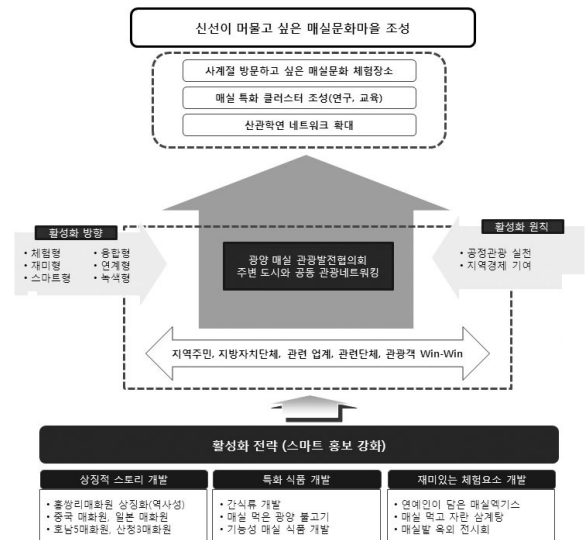 신선이 머물고 싶은 매실문화마을 조성
사계절 방문하고 싶은 매실문화 체험장소
매실 특화 클러스터 조성(연구, 교육)
산관학연 네트워크 확대
활성화 방향
• 체험형 • 융합형
• 재미형 • 연계형
• 스마트형 • 녹색형
광양 매실 관광발전협의회
주변 도시와 공동 관광네트워킹
활성화 원칙
• 공정관광 실천
• 지역경제 기여
지역주민, 지방자치단체, 관련 업계, 관련단체, 관광객 Win-Win
활성화 전략 (스마트 홍보 강화)
상징적 스토리 개발
• 홍쌍리매화원 상징화(역사성)
• 중국 매화원, 일본 매화원
• 호남5매화원, 산청3매화원
특화 식품 개발
• 간식류 개발
• 매실 먹은 광양 불고기
• 기능성 매실 식품 개발
재미있는 체험요소 개발
• 연예인이 담은 매실엑기스
• 매실 먹고 자란 삼계탕
• 매실밭 옥외 전시회